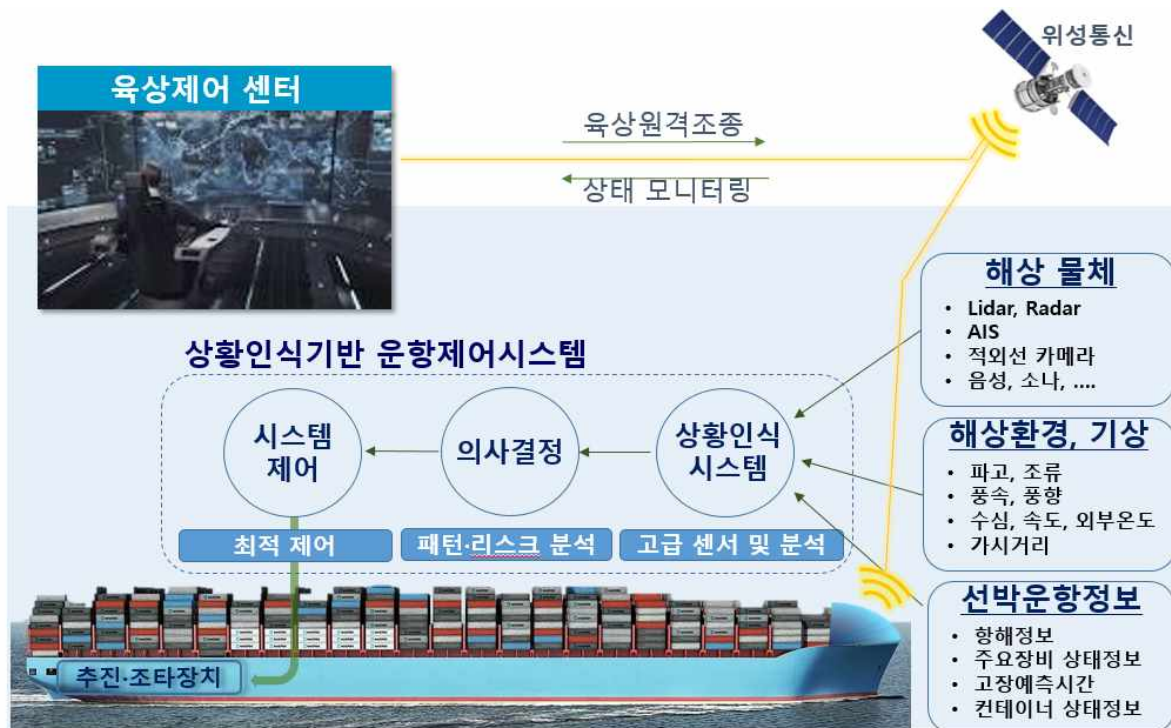 위성통신
육상제어 센터
육상원격조종
상태 모니터링
해상 물체
• Lidar, Radar
• AIS
• 적외선 카메라
• 음성, 소나, ....
상황인식기반 운항제어시스템
시스템
제어
의사결정
상황인식
시스템
해상환경, 기상
• 파고, 조류
• 풍속, 풍향
• 수심, 속도, 외부온도
• 가시거리
최적 제어
패턴·리스크 분석
고급 센서 및 분석
선박운항정보
• 항해정보
• 주요장비 상태정보
• 고장예측시간
• 컨테이너 상태정보
추진·조타장치